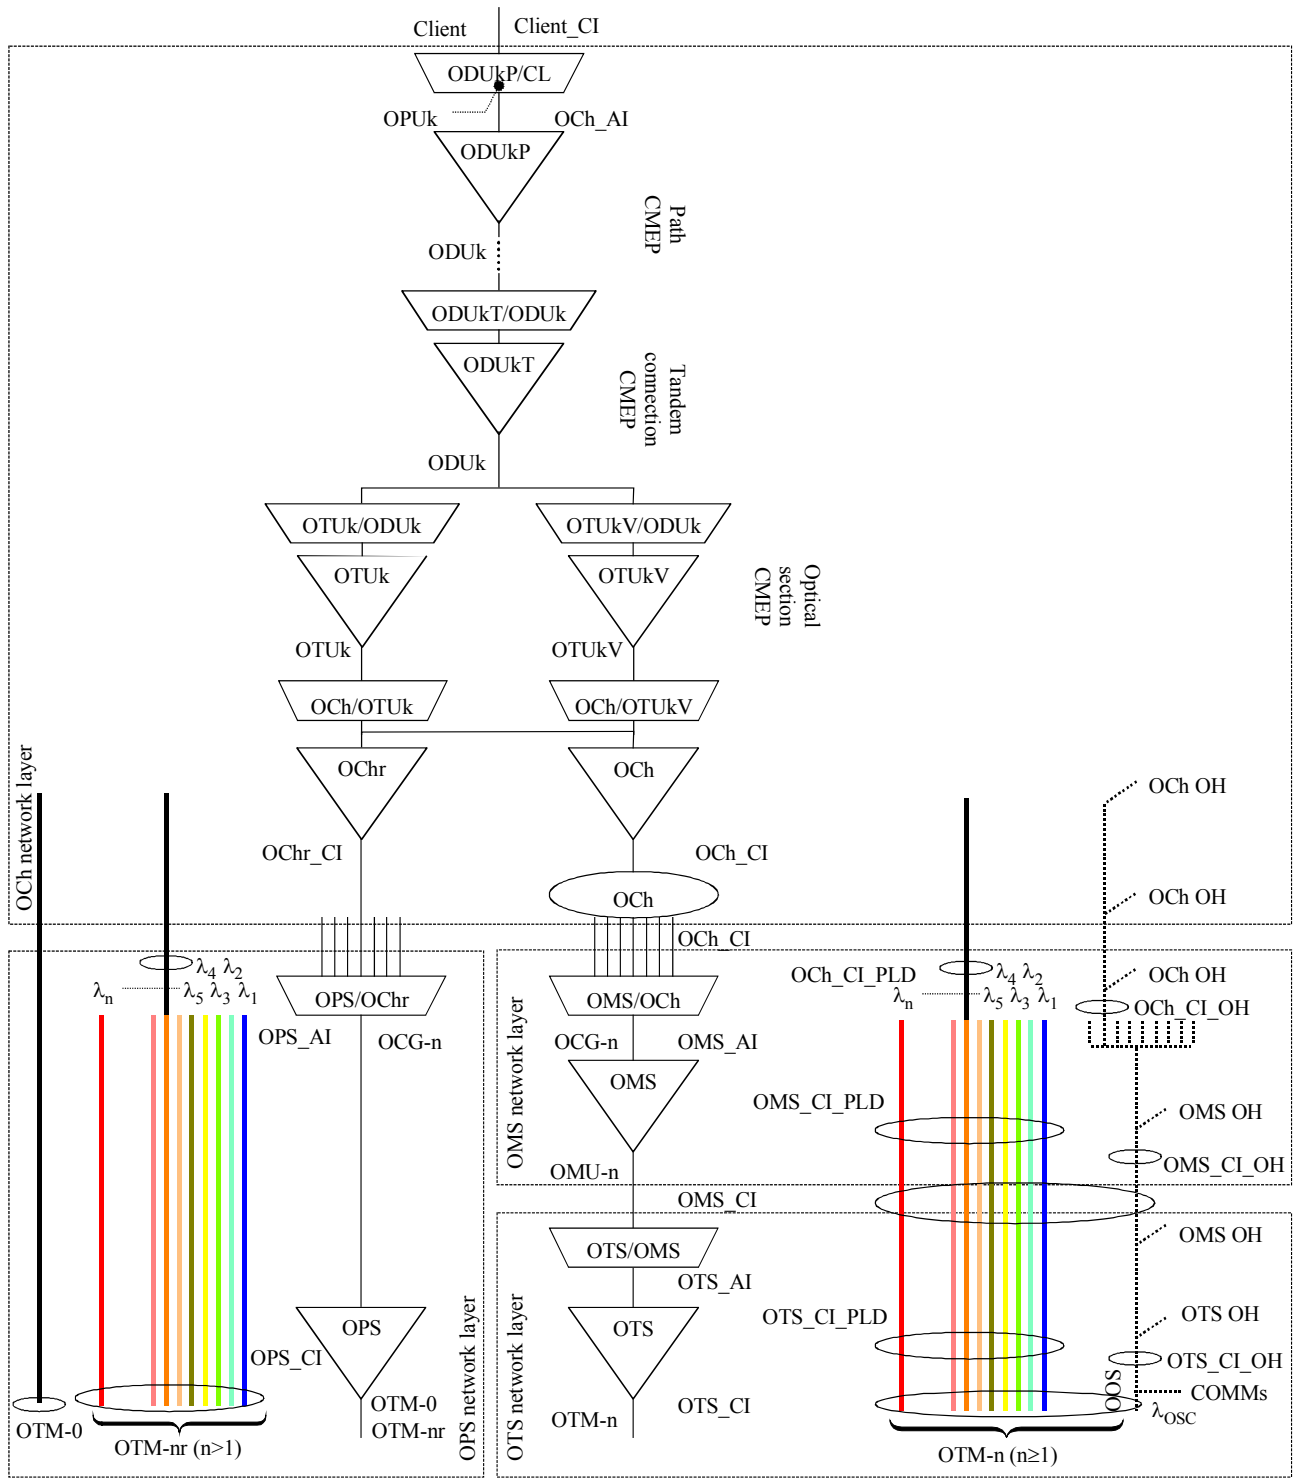 Client Client_CI
ODUkP/CL
OPUk OCh_AI
ODUkP
Path
CMEP
ODUk
ODUkT/ODUk
ODUkT
Tandem
connection
CMEP
ODUk
OTUk/ODUk OTUkV/ODUk
OTUk OTUkV
Optical
section
CMEP
OTUk OTUkV
OCh/OTUk OCh/OTUkV
OChr OCh
OCh network layer
OCh OH
OChr_CI OCh_CI
OCh
OCh OH
OCh_CI
λ4 λ2
λn λ5 λ3 λ1
OPS/OChr
OPS_AI OCG-n
OMS/OCh
OCG-n OMS_AI
OMS
OMS network layer
OCh_CI_PLD
λ4 λ2
λn λ5 λ3 λ1
OCh OH
OCh_CI_OH
OMS_CI_PLD
OMS OH
OMS_CI_OH
OMU-n
OMS_CI
OTS/OMS
OTS_AI
OMS OH
OPS
OPS_CI
OTS
OTS_CI_PLD
OTS OH
OTS_CI_OH
OTS network layer
OPS network layer
OTM-0
OTM-nr
OTM-n OTS_CI
OOS
COMMs
λOSC
OTM-0
OTM-nr (n>1)
OTM-n (n≥1)